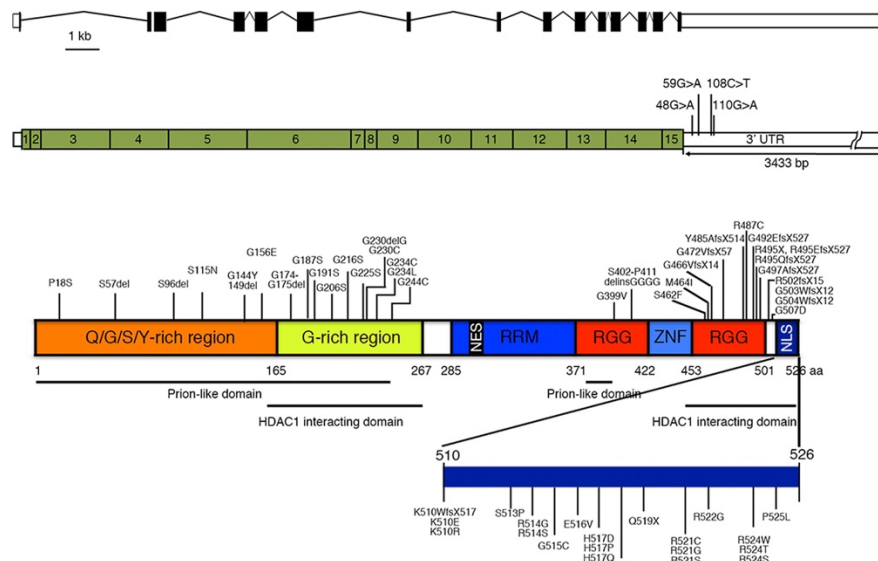 1 kb
59G>A 108C>T
48G>A 110G>A
1 2 3 4 5 6 7 8 9 10 11 12 13 14 15 3' UTR
3433 bp
P18S
S57del
S96del
S115N
G144Y
149del
G156E
G174-
G175del
G187S
G191S
G206S
G216S
G225S
G230delG
G230C
G234C
G234L
G244C
G399V
S402-P411
delinsGGGG
S462F
M464I
G466VfsX14
G472VfsX57
Y485AfsX514
R487C
G492EfsX527
R495X, R495EfsX527
R495QfsX527
G497AfsX527
R502fsX15
G503WfsX12
G504WfsX12
G507D
Q/G/S/Y-rich region G-rich region NES RRM RGG ZNF RGG NLS
1 165 267 285 371 422 453 501 526 aa
Prion-like domain Prion-like domain
HDAC1 interacting domain HDAC1 interacting domain
510 526
K510WfsX517
K510E
K510R
S513P
R514G
R514S
G515C
E516V
H517D
H517P
H517Q
Q519X
R521C
R521G
R521S
R522G
R524W
R524T
R524S
P525L